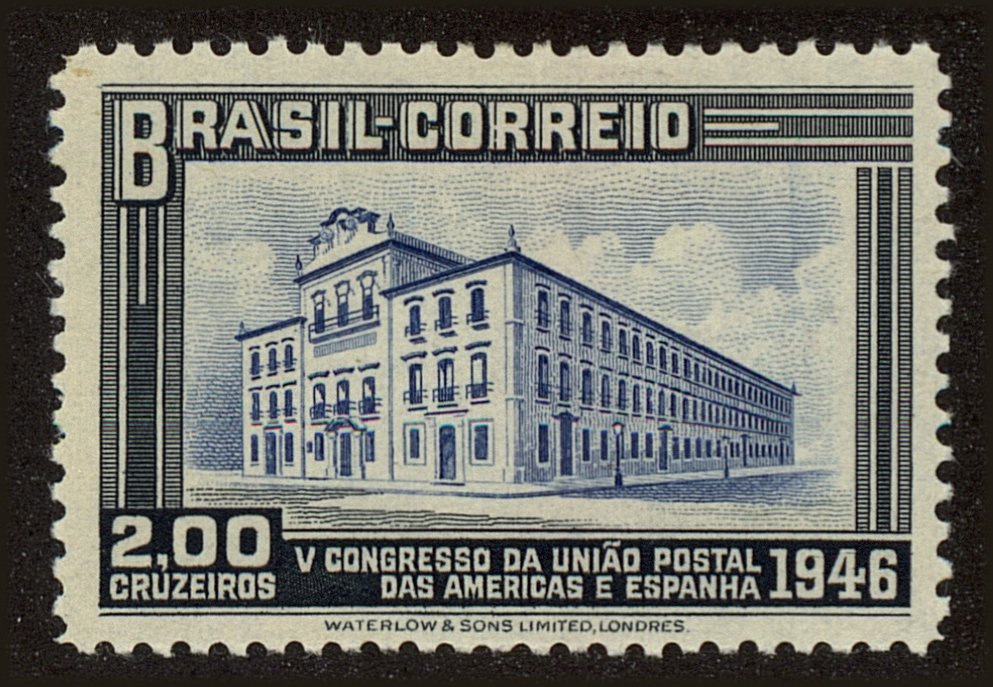 BRASIL-CORREIO
2,00
CRUZEIROS
V CONGRESSO DA UNIÃO POSTAL
DAS AMERICAS E ESPANHA
1946
WATERLOW & SONS LIMITED, LONDRES.